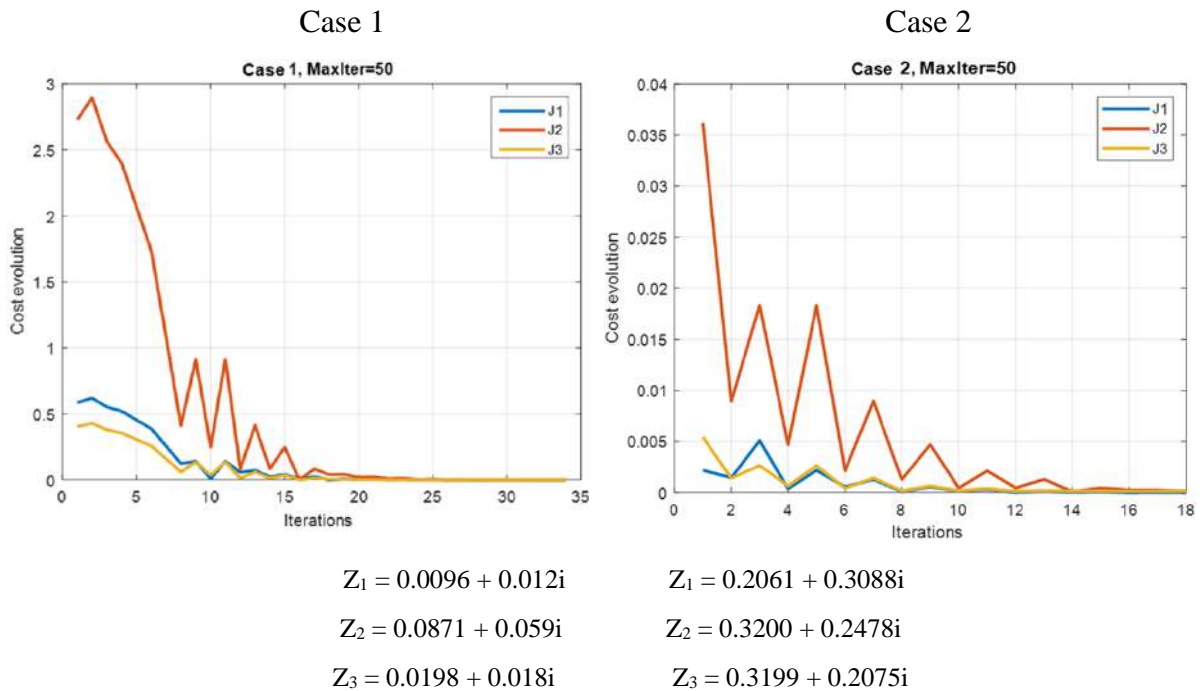 Case 1
Case 2
Case 1, MaxIter=50
Cost evolution
3
2.5
2
1.5
1
0.5
0
J1
J2
J3
0 5 10 15 20 25 30 35
Iterations
Case 2, MaxIter=50
Cost evolution
0.04
0.035
0.03
0.025
0.02
0.015
0.01
0.005
0
J1
J2
J3
0 2 4 6 8 10 12 14 16 18
Iterations
Z₁ = 0.0096 + 0.012i
Z₂ = 0.0871 + 0.059i
Z₃ = 0.0198 + 0.018i
Z₁ = 0.2061 + 0.3088i
Z₂ = 0.3200 + 0.2478i
Z₃ = 0.3199 + 0.2075i